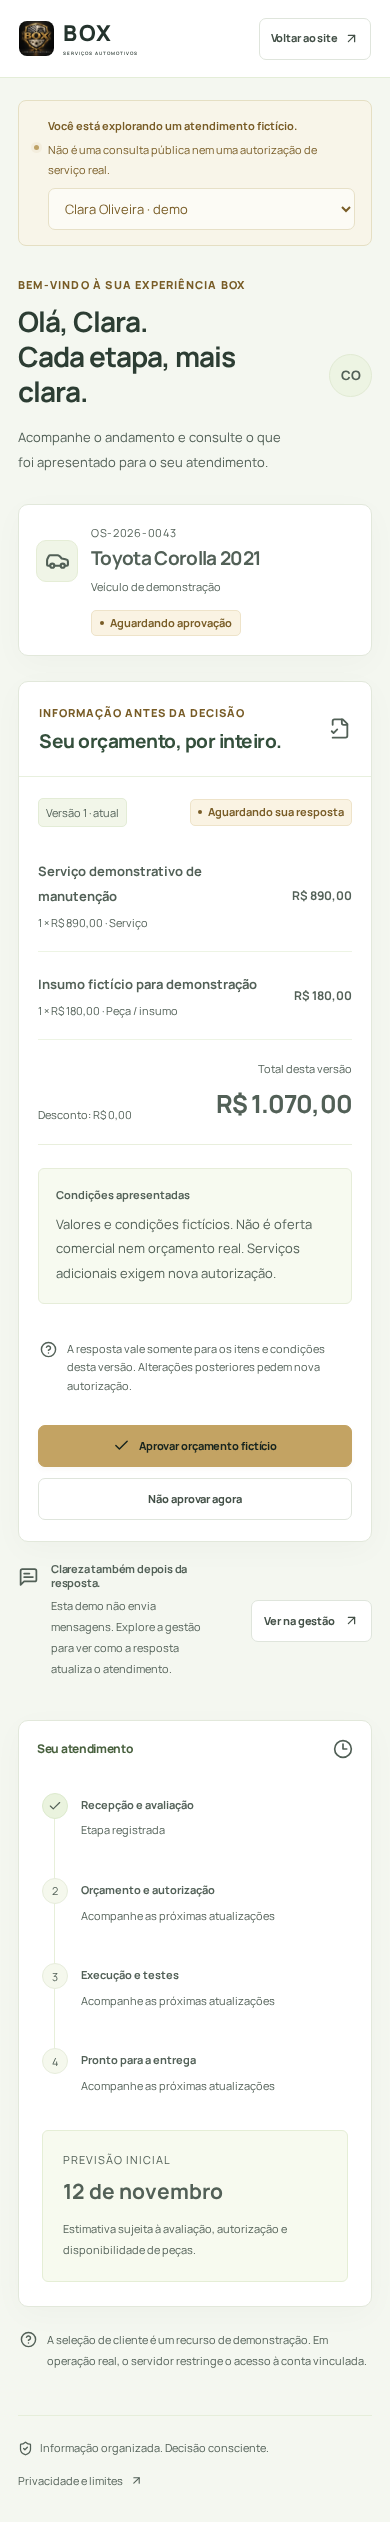 BOX
SERVIÇOS AUTOMOTIVOS
Voltar ao site
Você está explorando um atendimento fictício.
Não é uma consulta pública nem uma autorização de
serviço real.
Clara Oliveira · demo
BEM-VINDO À SUA EXPERIÊNCIA BOX
Olá, Clara.
Cada etapa, mais
clara.
CO
Acompanhe o andamento e consulte o que
foi apresentado para o seu atendimento.
OS-2026-0043
Toyota Corolla 2021
Veículo de demonstração
Aguardando aprovação
INFORMAÇÃO ANTES DA DECISÃO
Seu orçamento, por inteiro.
Versão 1 · atual
Aguardando sua resposta
Serviço demonstrativo de
manutenção
R$ 890,00
1 × R$ 890,00 · Serviço
Insumo fictício para demonstração
R$ 180,00
1 × R$ 180,00 · Peça / insumo
Total desta versão
Desconto: R$ 0,00
R$ 1.070,00
Condições apresentadas
Valores e condições fictícios. Não é oferta
comercial nem orçamento real. Serviços
adicionais exigem nova autorização.
A resposta vale somente para os itens e condições
desta versão. Alterações posteriores pedem nova
autorização.
Aprovar orçamento fictício
Não aprovar agora
Clareza também depois da
resposta.
Esta demo não envia
mensagens. Explore a gestão
para ver como a resposta
atualiza o atendimento.
Ver na gestão
Seu atendimento
Recepção e avaliação
Etapa registrada
2
Orçamento e autorização
Acompanhe as próximas atualizações
3
Execução e testes
Acompanhe as próximas atualizações
4
Pronto para a entrega
Acompanhe as próximas atualizações
PREVISÃO INICIAL
12 de novembro
Estimativa sujeita à avaliação, autorização e
disponibilidade de peças.
A seleção de cliente é um recurso de demonstração. Em
operação real, o servidor restringe o acesso à conta vinculada.
Informação organizada. Decisão consciente.
Privacidade e limites